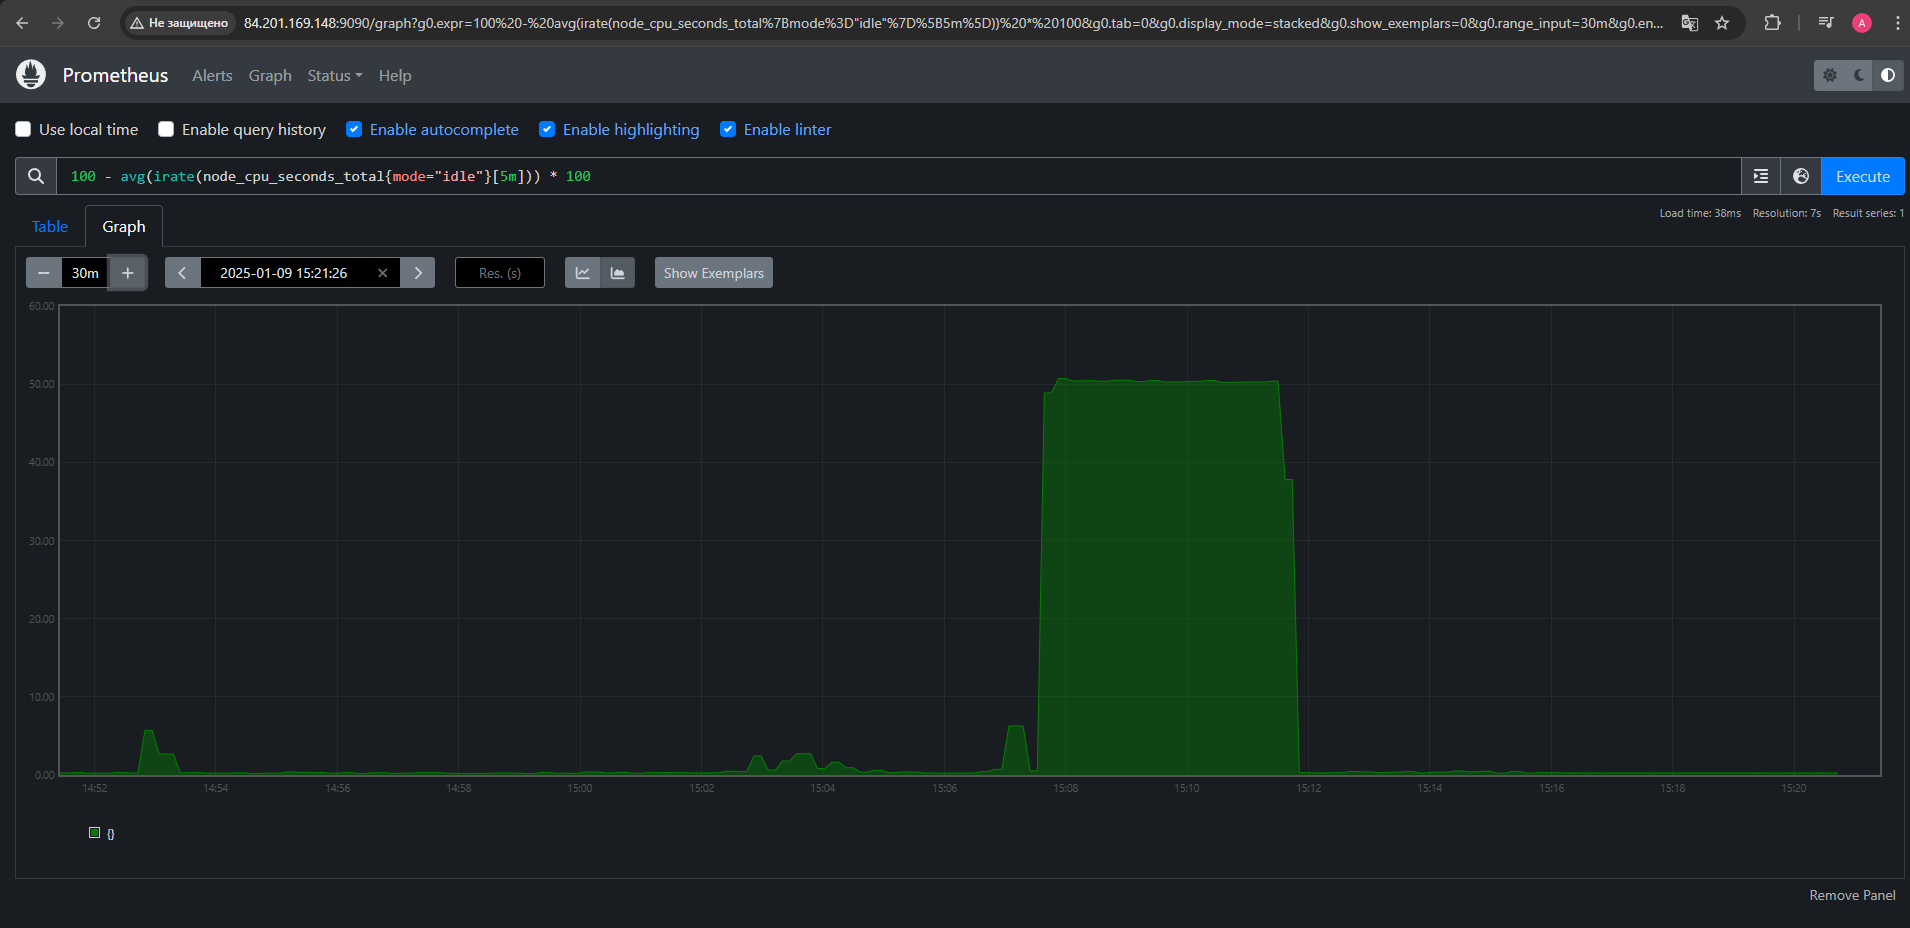 Не защищено 84.201.169.148:9090/graph?g0.expr=100%20-%20avg(irate(node_cpu_seconds_total%7Bmode%3D"idle"%7D%5B5m%5D))%20*%20100&g0.tab=0&g0.display_mode=stacked&g0.show_exemplars=0&g0.range_input=30m&g0.en... A
Prometheus Alerts Graph Status Help
Use local time Enable query history Enable autocomplete Enable highlighting Enable linter
100 - avg(irate(node_cpu_seconds_total{mode="idle"}[5m])) * 100 Execute
Load time: 38ms Resolution: 7s Result series: 1
Table Graph
30m 2025-01-09 15:21:26 Res. (s) Show Exemplars
60.00
50.00
40.00
30.00
20.00
10.00
0.00
14:52 14:54 14:56 14:58 15:00 15:02 15:04 15:06 15:08 15:10 15:12 15:14 15:16 15:18 15:20
{}
Remove Panel